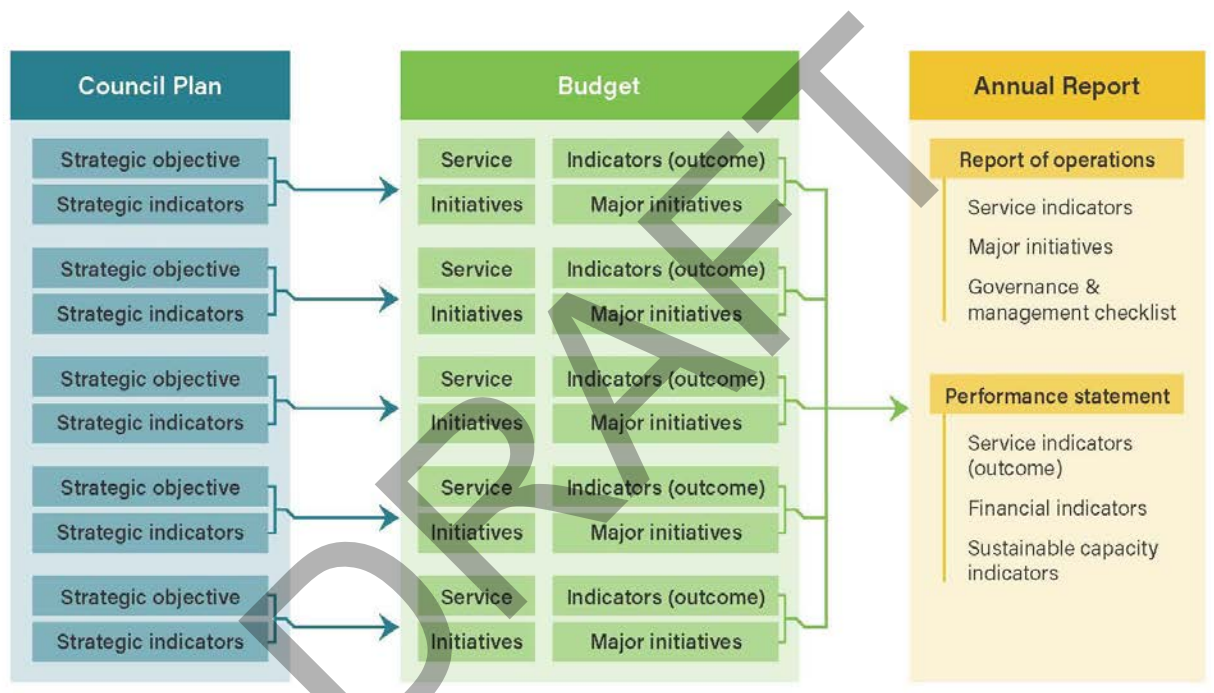 Council Plan
Strategic objective
Strategic indicators
Strategic objective
Strategic indicators
Strategic objective
Strategic indicators
Strategic objective
Strategic indicators
Strategic objective
Strategic indicators
Budget
Service
Indicators (outcome)
Initiatives
Major initiatives
Service
Indicators (outcome)
Initiatives
Major initiatives
Service
Indicators (outcome)
Initiatives
Major initiatives
Service
Indicators (outcome)
Initiatives
Major initiatives
Service
Indicators (outcome)
Initiatives
Major initiatives
Annual Report
Report of operations
Service indicators
Major initiatives
Governance &
management checklist
Performance statement
Service indicators
(outcome)
Financial indicators
Sustainable capacity
indicators
DRAFT